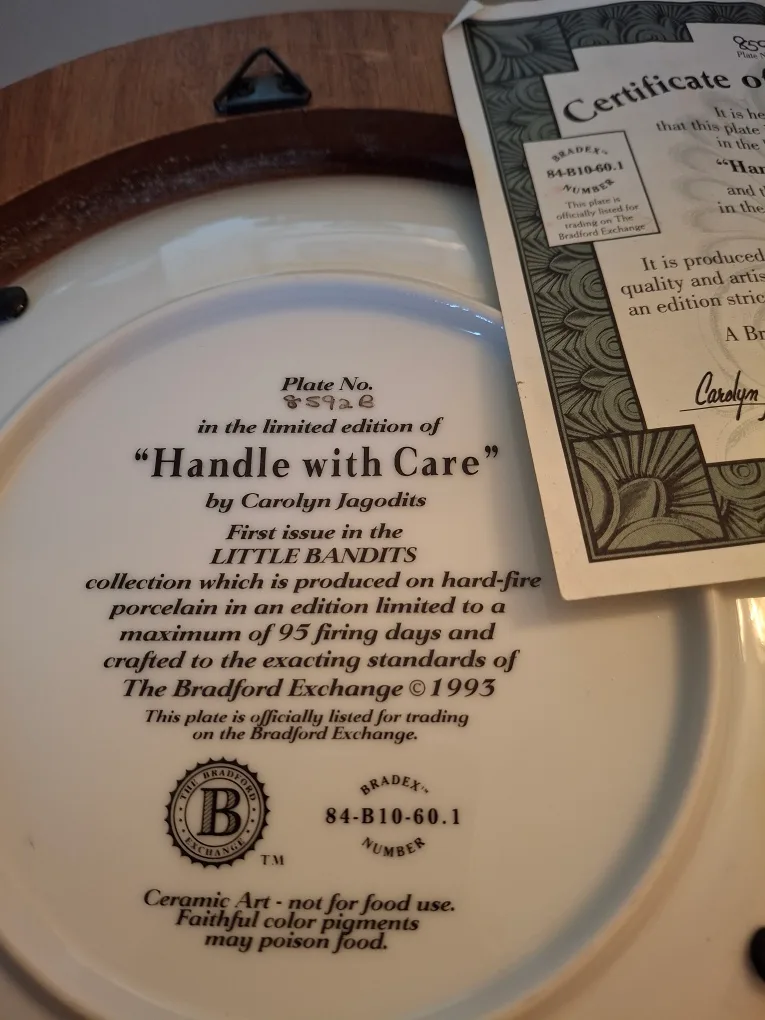 Plate No.
8592B
in the limited edition of
"Handle with Care"
by Carolyn Jagodits
First issue in the
LITTLE BANDITS
collection which is produced on hard-fire
porcelain in an edition limited to a
maximum of 95 firing days and
crafted to the exacting standards of
The Bradford Exchange © 1993
This plate is officially listed for trading
on the Bradford Exchange.
THE BRADFORD
B
EXCHANGE
TM
BRADEX™
84-B10-60.1
NUMBER
Ceramic Art - not for food use.
Faithful color pigments
may poison food.
859
Plate N
Certificate o
It is he
that this plate
in the
"Har
and t
in the
BRADEX™
84-B10-60.1
NUMBER
This plate is
officially listed for
trading on The
Bradford Exchange
It is produced
quality and artis
an edition stric
A Br
Carolyn